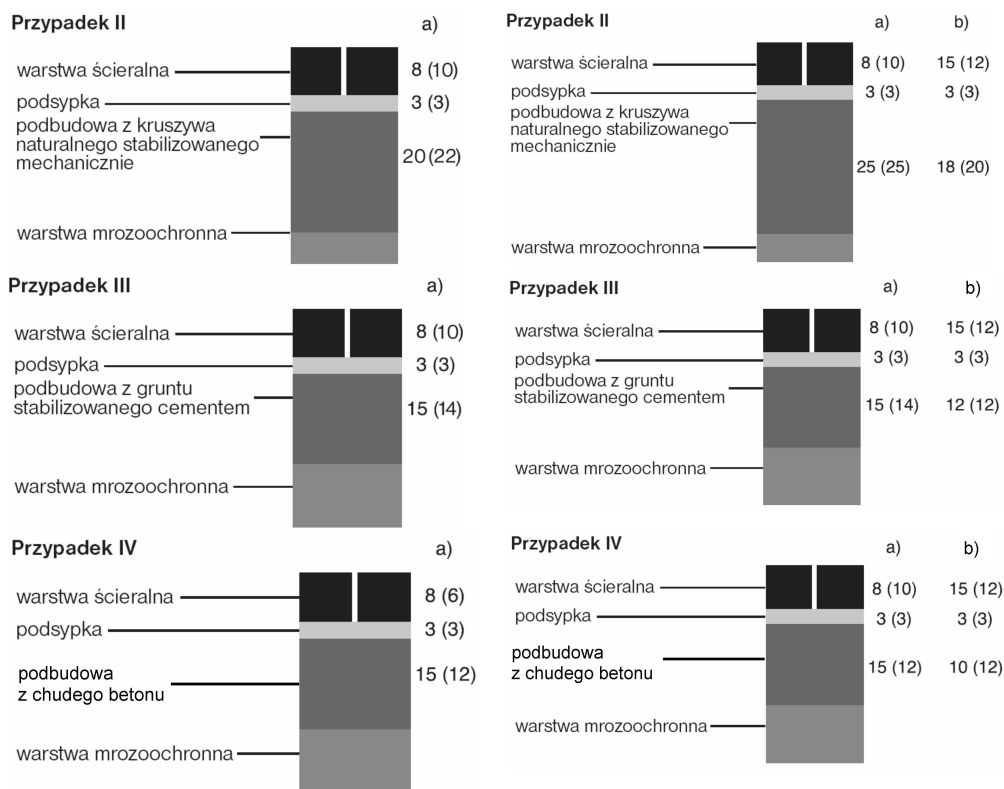 Przypadek II
a)
warstwa ścieralna
8 (10)
podsypka
3 (3)
podbudowa z kruszywa
naturalnego stabilizowanego
mechanicznie
20 (22)
warstwa mrozoochronna
Przypadek II
a) b)
warstwa ścieralna
8 (10) 15 (12)
podsypka
3 (3) 3 (3)
podbudowa z kruszywa
naturalnego stabilizowanego
mechanicznie
25 (25) 18 (20)
warstwa mrozoochronna
Przypadek III
a)
warstwa ścieralna
8 (10)
podsypka
3 (3)
podbudowa z gruntu
stabilizowanego cementem
15 (14)
warstwa mrozoochronna
Przypadek III
a) b)
warstwa ścieralna
8 (10) 15 (12)
podsypka
3 (3) 3 (3)
podbudowa z gruntu
stabilizowanego cementem
15 (14) 12 (12)
warstwa mrozoochronna
Przypadek IV
a)
warstwa ścieralna
8 (6)
podsypka
3 (3)
podbudowa
z chudego betonu
15 (12)
warstwa mrozoochronna
Przypadek IV
a) b)
warstwa ścieralna
8 (10) 15 (12)
podsypka
3 (3) 3 (3)
podbudowa
z chudego betonu
15 (12) 10 (12)
warstwa mrozoochronna